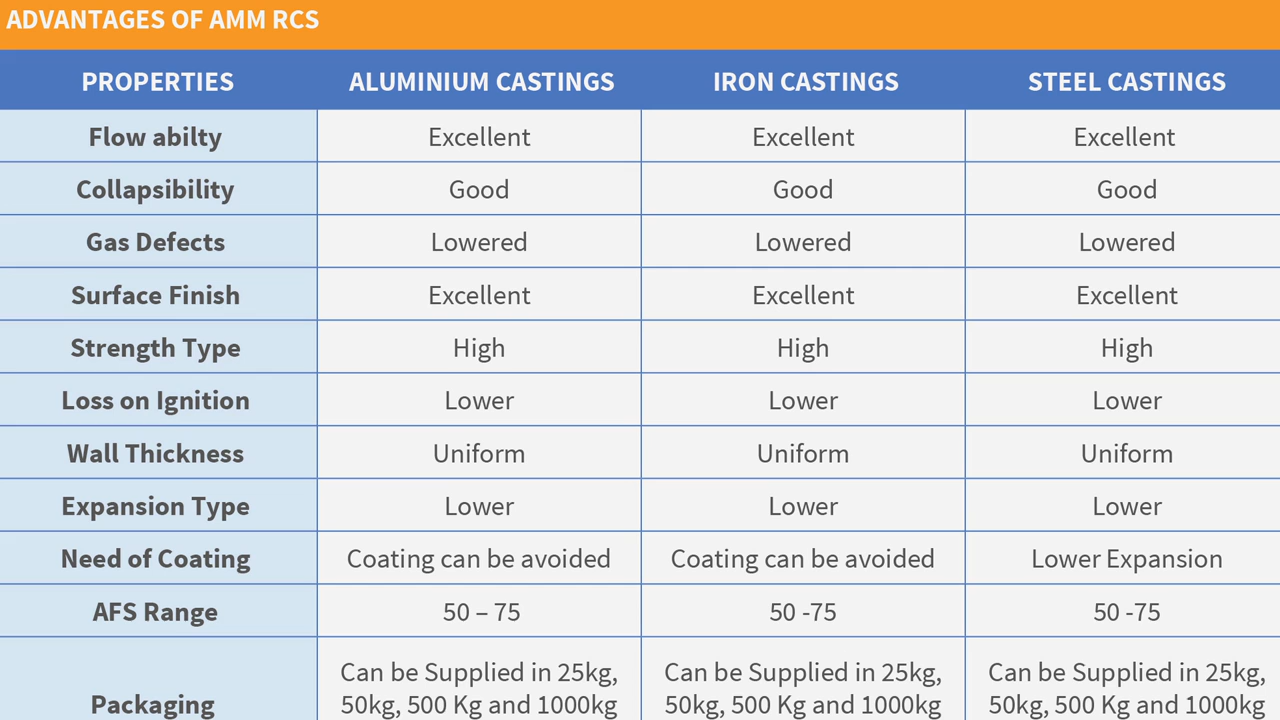 ADVANTAGES OF AMM RCS
PROPERTIES ALUMINIUM CASTINGS IRON CASTINGS STEEL CASTINGS
Flow abilty Excellent Excellent Excellent
Collapsibility Good Good Good
Gas Defects Lowered Lowered Lowered
Surface Finish Excellent Excellent Excellent
Strength Type High High High
Loss on Ignition Lower Lower Lower
Wall Thickness Uniform Uniform Uniform
Expansion Type Lower Lower Lower
Need of Coating Coating can be avoided Coating can be avoided Lower Expansion
AFS Range 50 – 75 50 -75 50 -75
Packaging Can be Supplied in 25kg, Can be Supplied in 25kg, Can be Supplied in 25kg,
50kg, 500 Kg and 1000kg 50kg, 500 Kg and 1000kg 50kg, 500 Kg and 1000kg